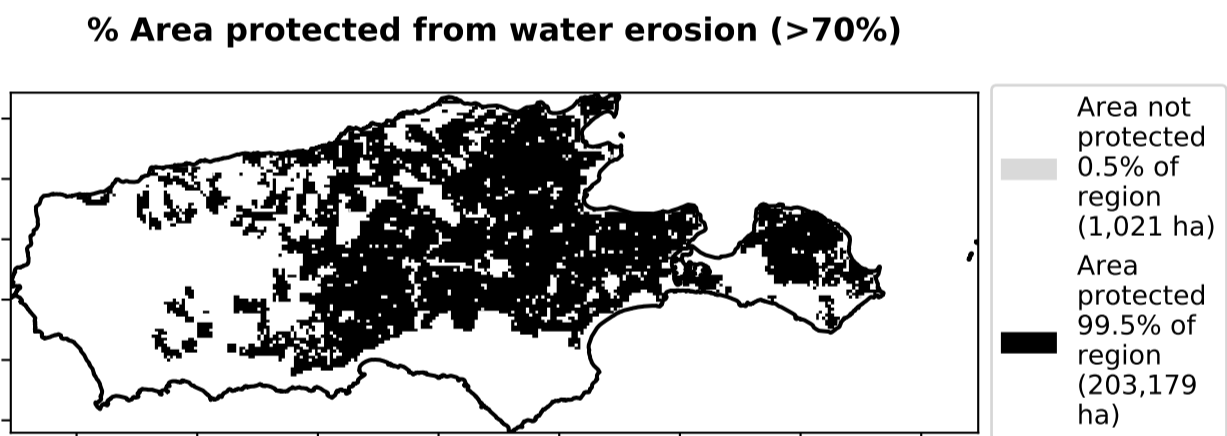 % Area protected from water erosion (>70%)
Area not
protected
0.5% of
region
(1,021 ha)
Area
protected
99.5% of
region
(203,179
ha)